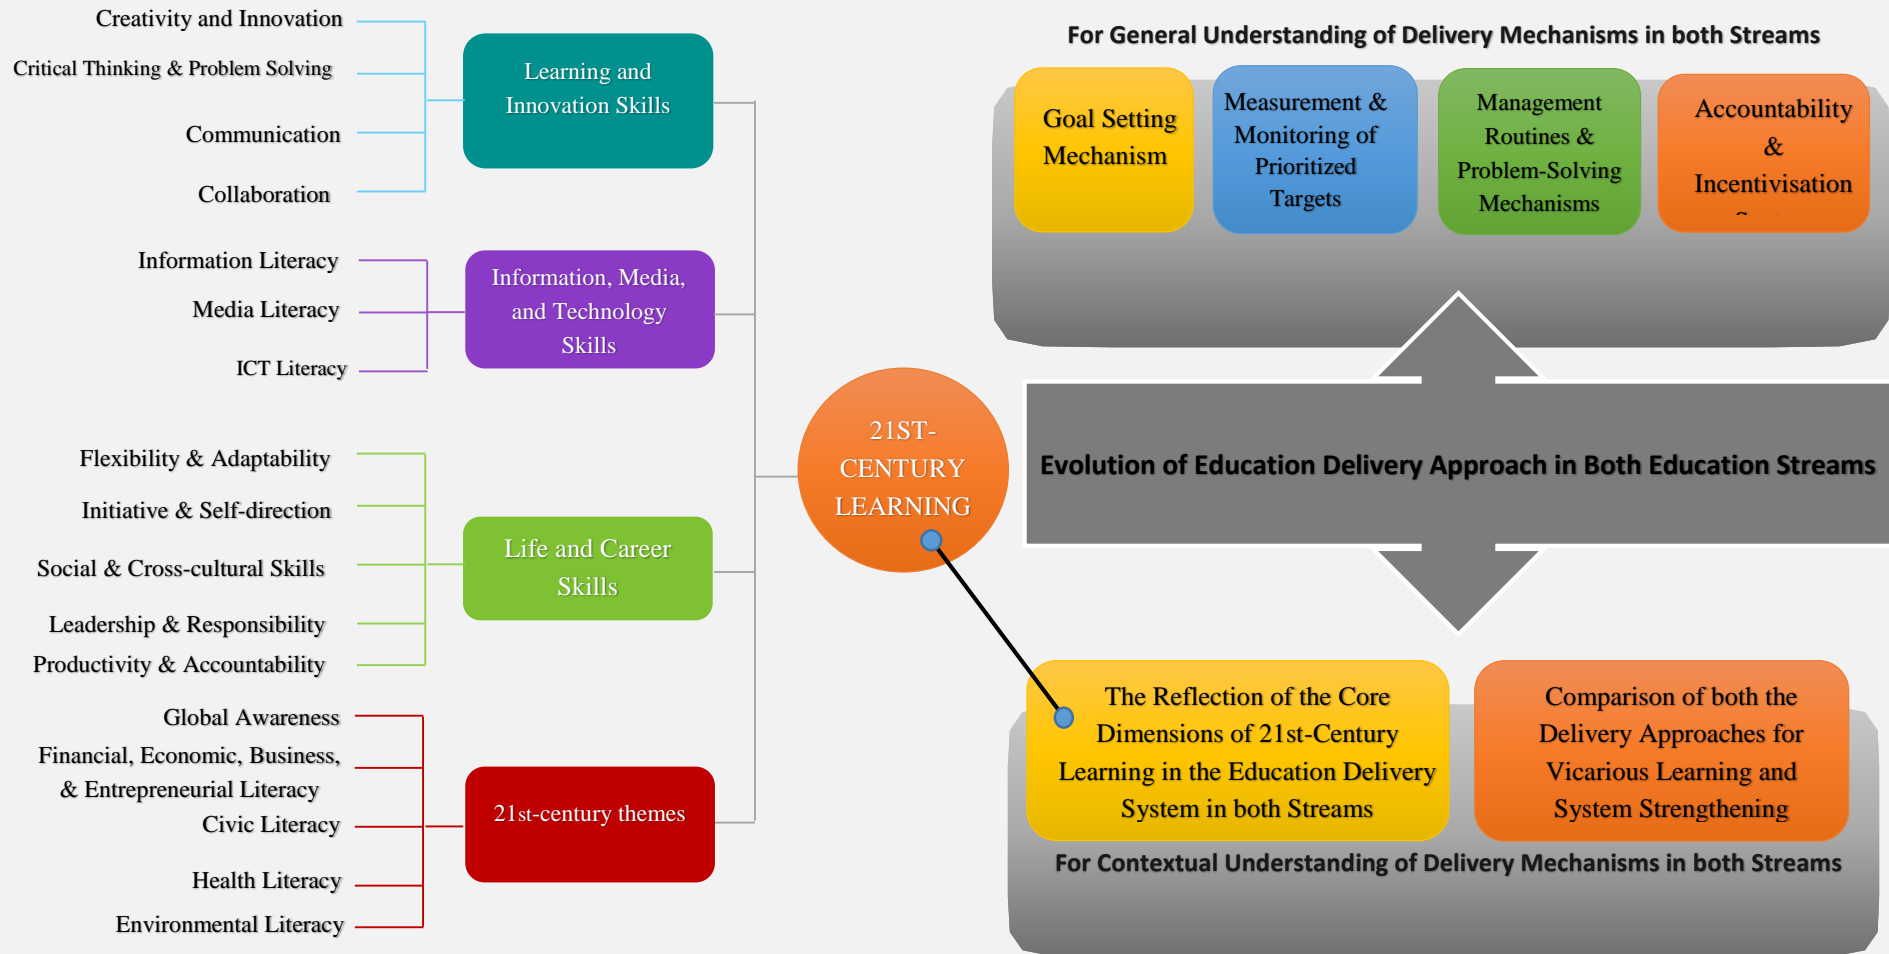 Creativity and Innovation
Critical Thinking & Problem Solving
Communication
Collaboration
Learning and
Innovation Skills
Information Literacy
Media Literacy
ICT Literacy
Information, Media,
and Technology
Skills
Flexibility & Adaptability
Initiative & Self-direction
Social & Cross-cultural Skills
Leadership & Responsibility
Productivity & Accountability
Life and Career
Skills
Global Awareness
Financial, Economic, Business,
& Entrepreneurial Literacy
Civic Literacy
Health Literacy
Environmental Literacy
21st-century themes
21ST-
CENTURY
LEARNING
For General Understanding of Delivery Mechanisms in both Streams
Goal Setting
Mechanism
Measurement &
Monitoring of
Prioritized
Targets
Management
Routines &
Problem-Solving
Mechanisms
Accountability
&
Incentivisation
Evolution of Education Delivery Approach in Both Education Streams
The Reflection of the Core
Dimensions of 21st-Century
Learning in the Education Delivery
System in both Streams
Comparison of both the
Delivery Approaches for
Vicarious Learning and
System Strengthening
For Contextual Understanding of Delivery Mechanisms in both Streams